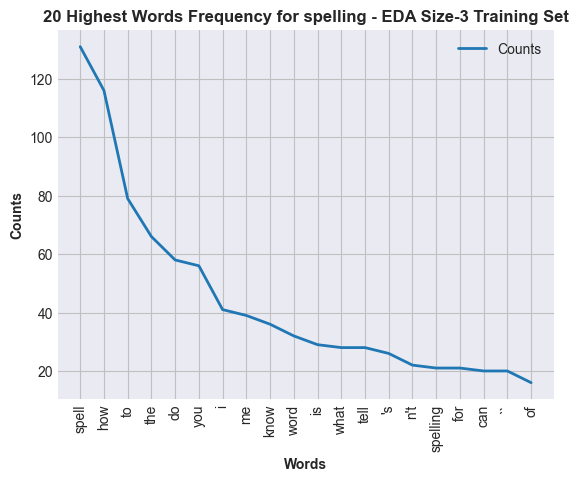 20 Highest Words Frequency for spelling - EDA Size-3 Training Set
Counts
120
100
80
60
40
20
Counts
spell
how
to
the
do
you
i
me
know
word
is
what
tell
's
n't
spelling
for
can
``
of
Words